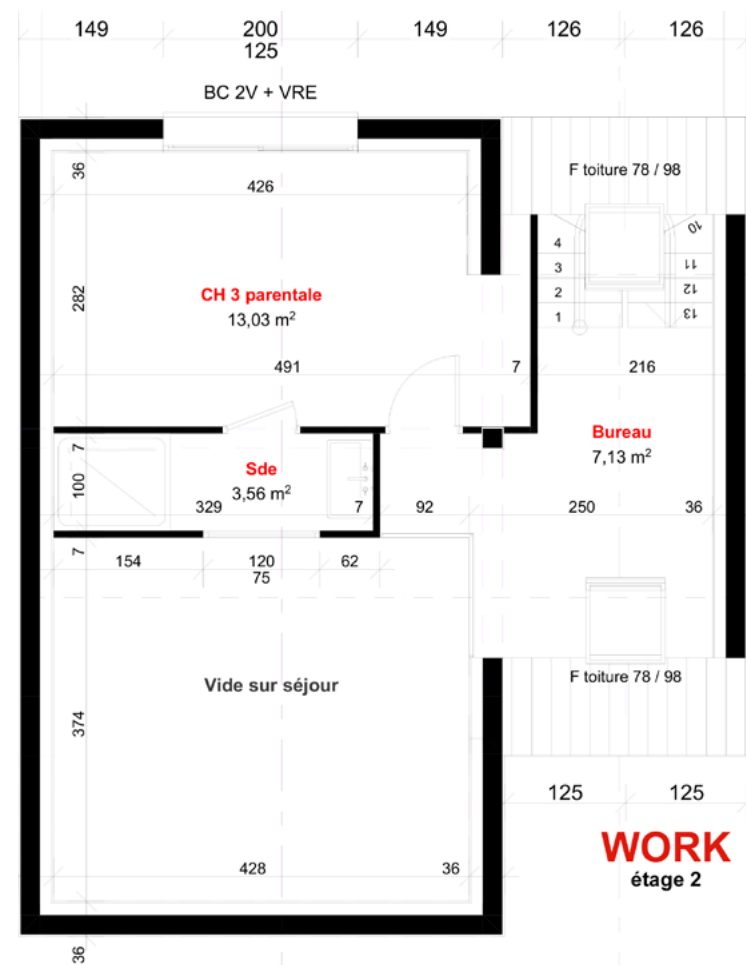 149 200 149 126 126
125
BC 2V + VRE
36
F toiture 78 / 98
426
10
4
11
3
282
CH 3 parentale
12
2
13,03 m²
13
1
491 7 216
Bureau
7
7,13 m²
Sde
100
3,56 m²
329 7 92 250 36
7
154 120 62
75
F toiture 78 / 98
Vide sur séjour
374
125 125
WORK
428 36
étage 2
36